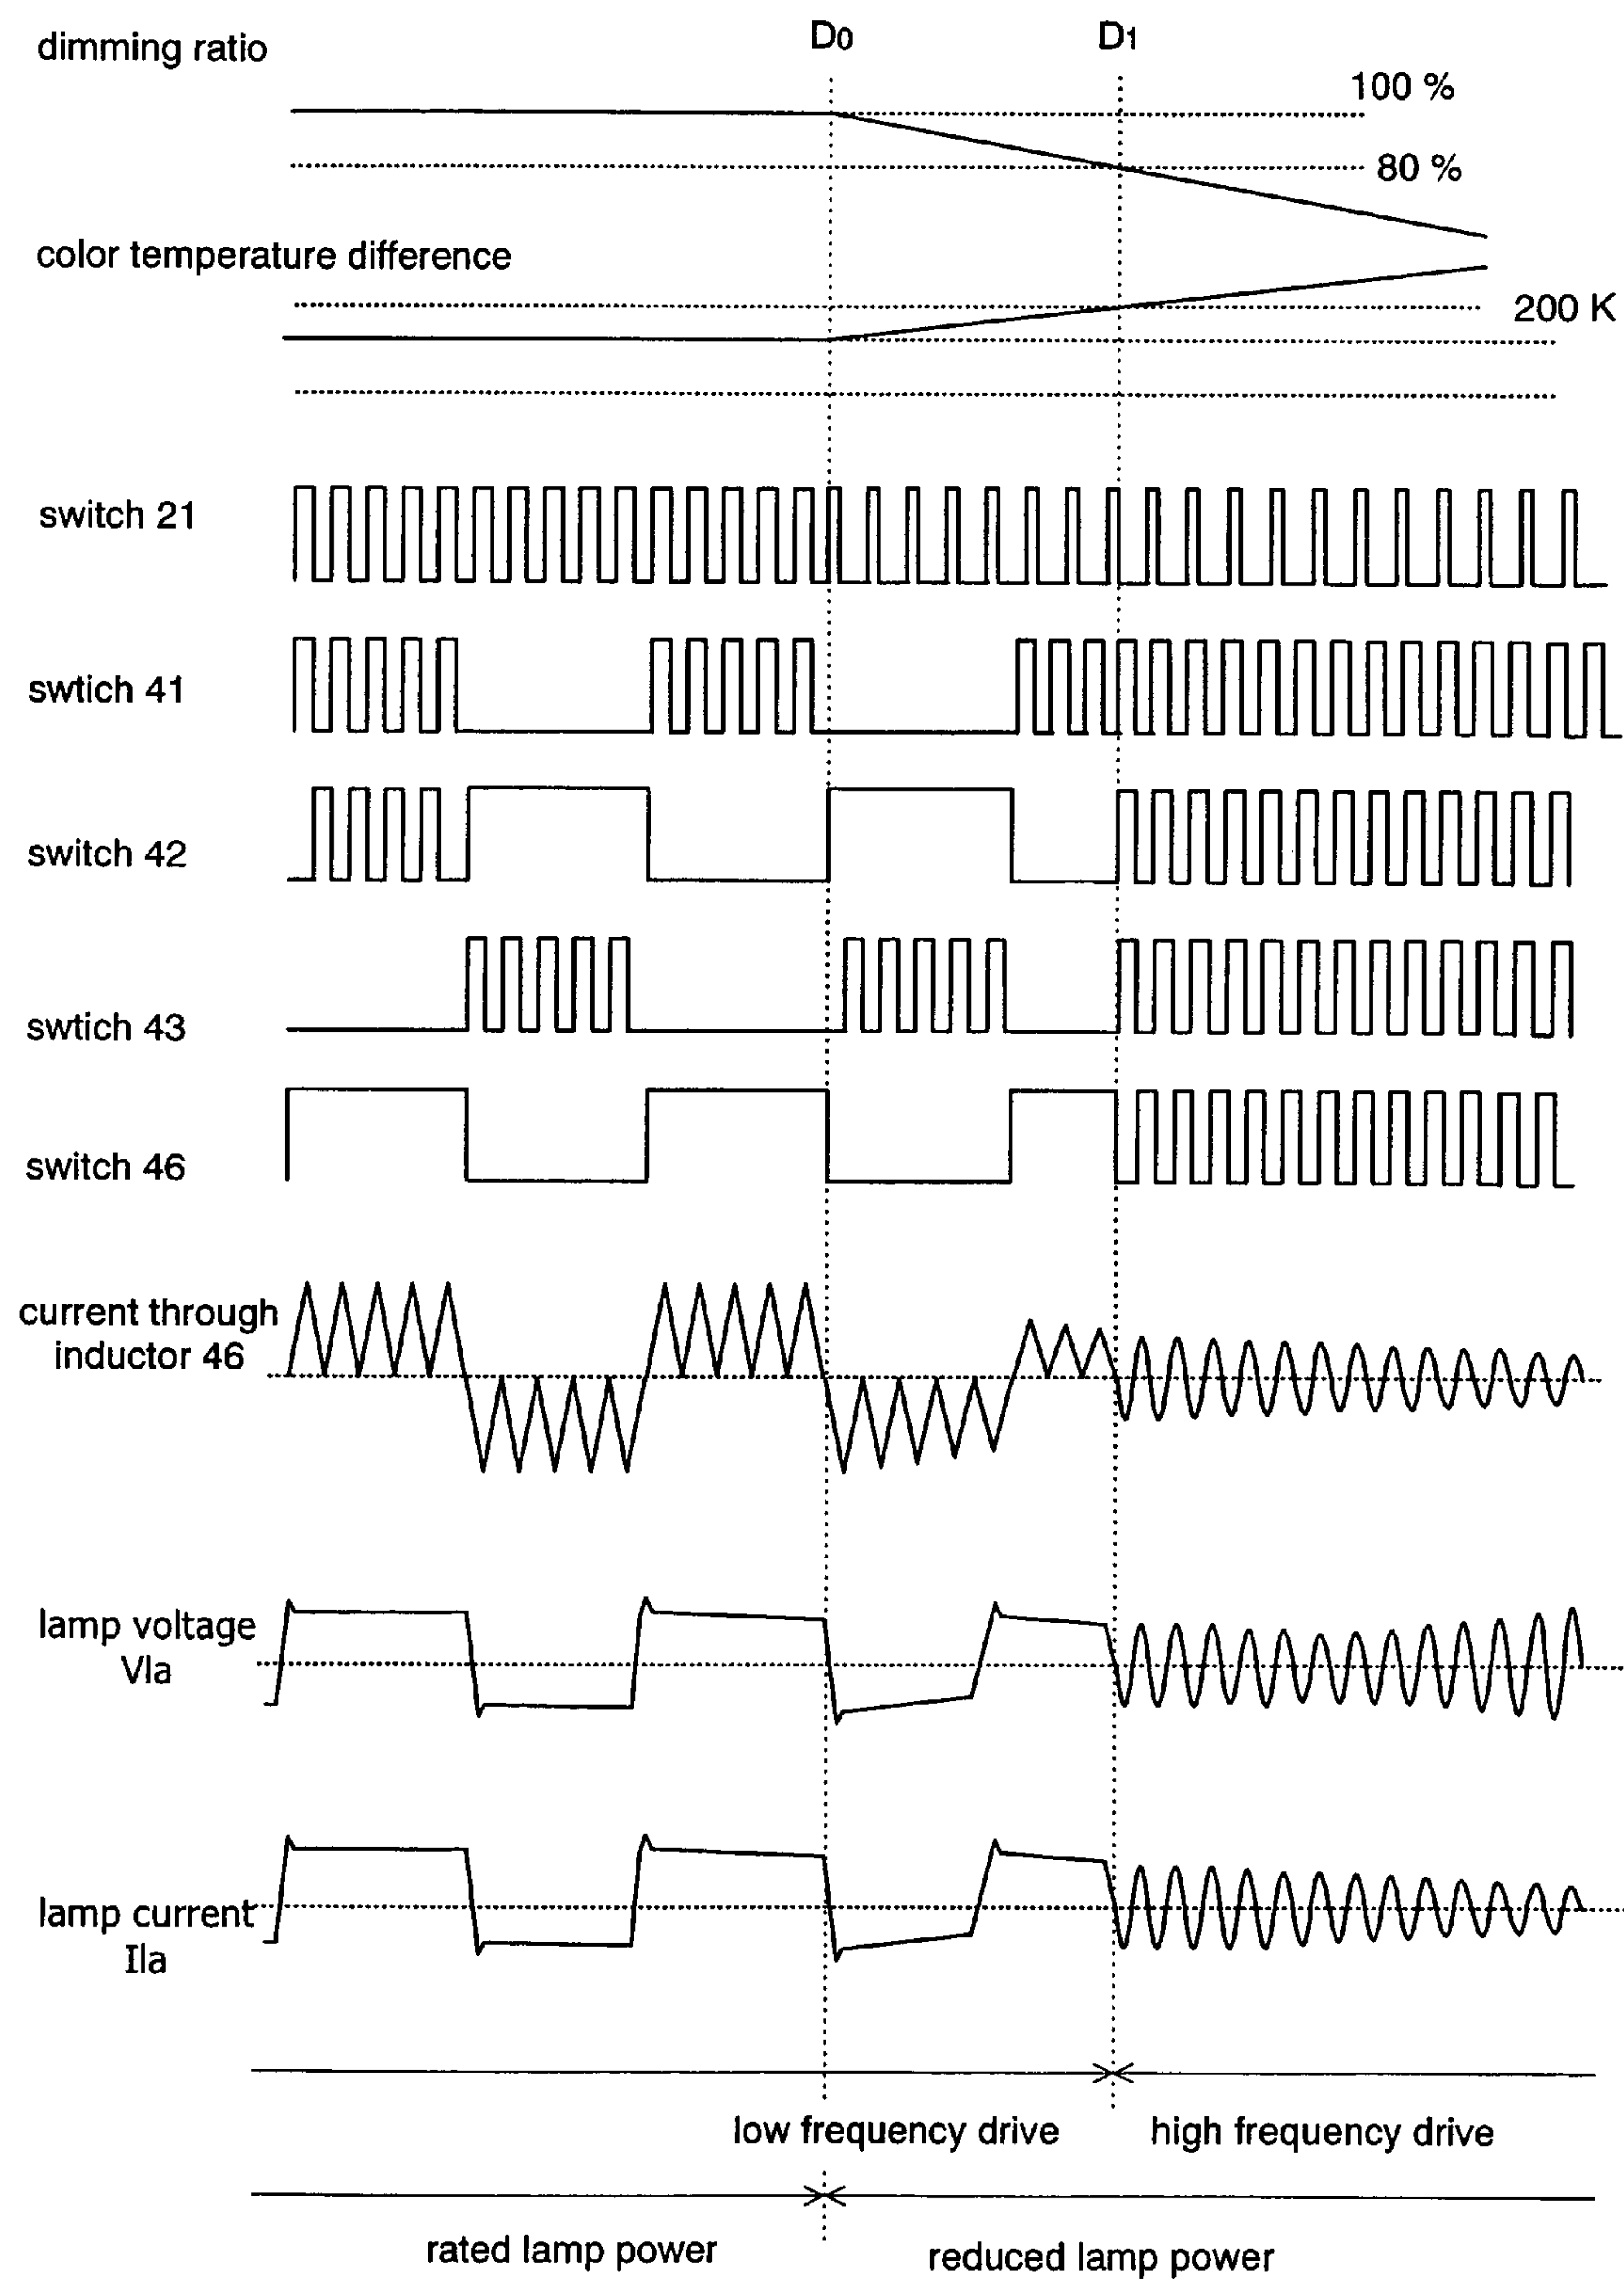 dimming ratio
D0
D1
100 %
80 %
color temperature difference
200 K
switch 21
swtich 41
switch 42
swtich 43
switch 46
current through
inductor 46
lamp voltage
Vla
lamp current
Ila
low frequency drive
high frequency drive
rated lamp power
reduced lamp power